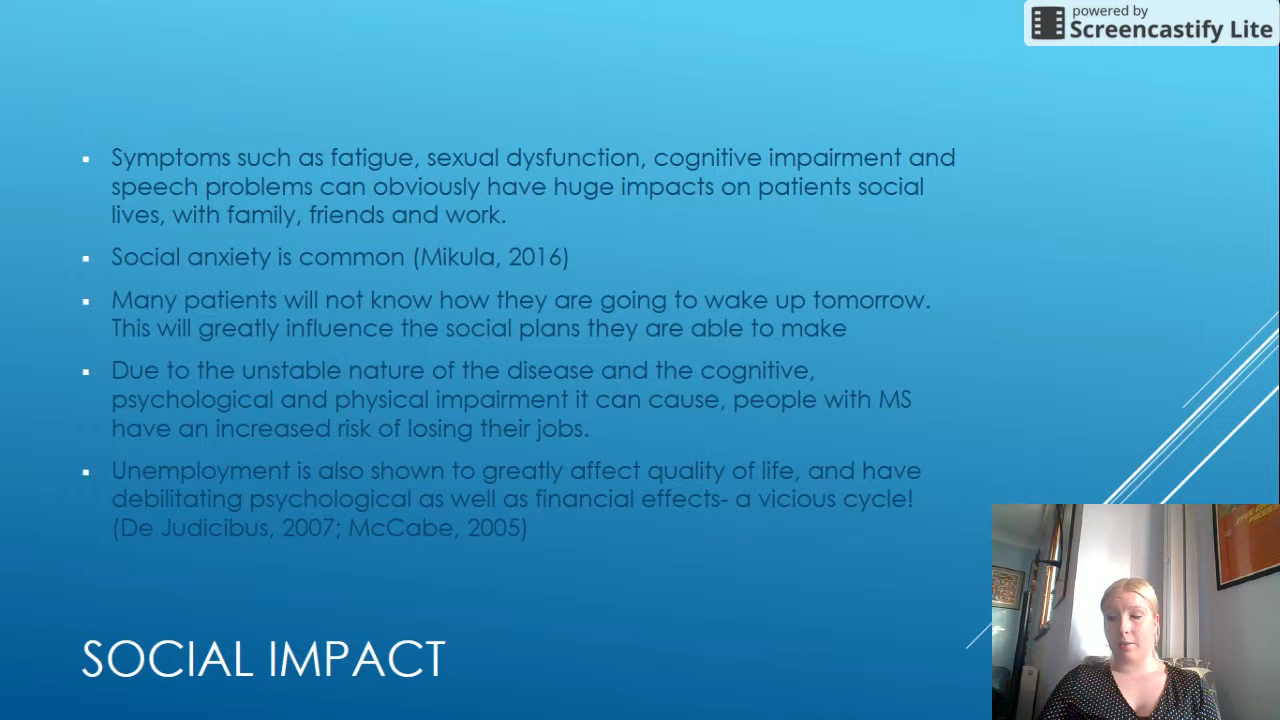 powered by
Screencastify Lite
Symptoms such as fatigue, sexual dysfunction, cognitive impairment and
speech problems can obviously have huge impacts on patients social
lives, with family, friends and work.
Social anxiety is common (Mikula, 2016)
Many patients will not know how they are going to wake up tomorrow.
This will greatly influence the social plans they are able to make
Due to the unstable nature of the disease and the cognitive,
psychological and physical impairment it can cause, people with MS
have an increased risk of losing their jobs.
Unemployment is also shown to greatly affect quality of life, and have
debilitating psychological as well as financial effects- a vicious cycle!
(De Judicibus, 2007; McCabe, 2005)
SOCIAL IMPACT